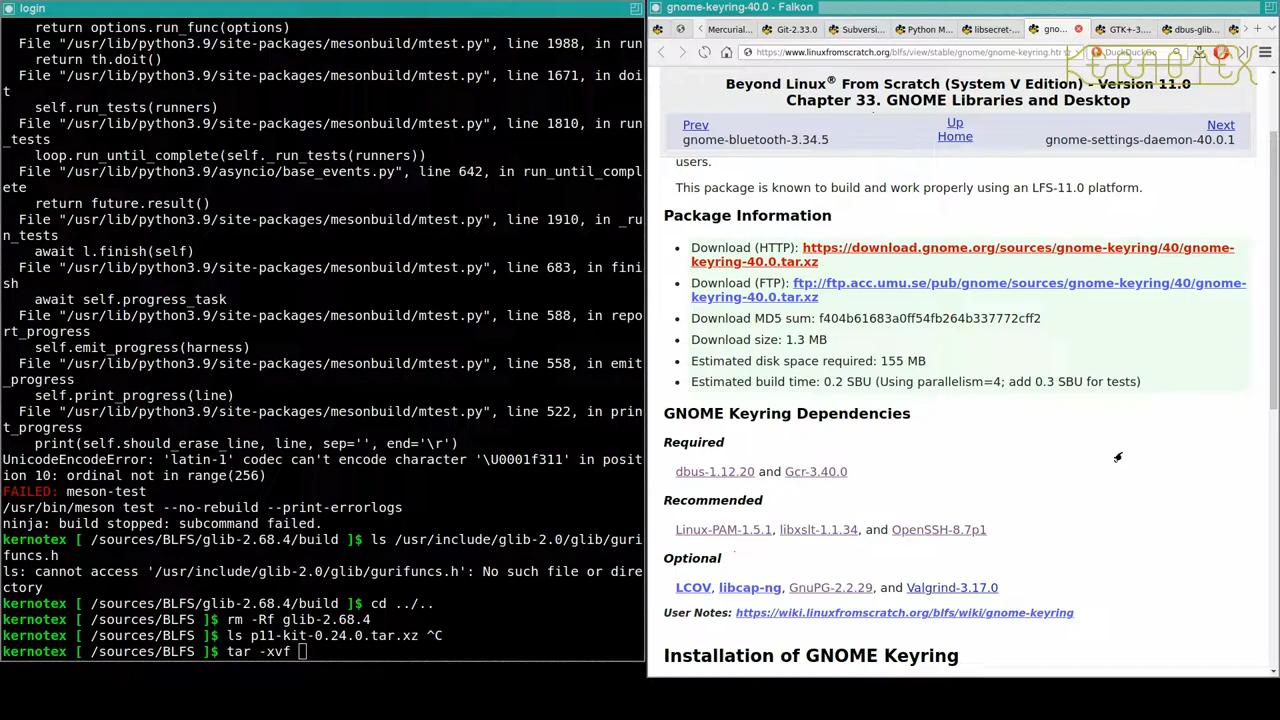 login
return options.run_func(options)
File "/usr/lib/python3.9/site-packages/mesonbuild/mtest.py", line 1988, in run
return th.doit()
File "/usr/lib/python3.9/site-packages/mesonbuild/mtest.py", line 1671, in doi
t
self.run_tests(runners)
File "/usr/lib/python3.9/site-packages/mesonbuild/mtest.py", line 1810, in run
_tests
loop.run_until_complete(self._run_tests(runners))
File "/usr/lib/python3.9/asyncio/base_events.py", line 642, in run_until_compl
ete
return future.result()
File "/usr/lib/python3.9/site-packages/mesonbuild/mtest.py", line 1910, in _ru
n_tests
await l.finish(self)
File "/usr/lib/python3.9/site-packages/mesonbuild/mtest.py", line 683, in fini
sh
await self.progress_task
File "/usr/lib/python3.9/site-packages/mesonbuild/mtest.py", line 588, in repo
rt_progress
self.emit_progress(harness)
File "/usr/lib/python3.9/site-packages/mesonbuild/mtest.py", line 558, in emit
_progress
self.print_progress(line)
File "/usr/lib/python3.9/site-packages/mesonbuild/mtest.py", line 522, in prin
t_progress
print(self.should_erase_line, line, sep='', end='\r')
UnicodeEncodeError: 'latin-1' codec can't encode character '\U0001f311' in posit
ion 10: ordinal not in range(256)
FAILED: meson-test
/usr/bin/meson test --no-rebuild --print-errorlogs
ninja: build stopped: subcommand failed.
kernotex [ /sources/BLFS/glib-2.68.4/build ]$ ls /usr/include/glib-2.0/glib/guri
funcs.h
ls: cannot access '/usr/include/glib-2.0/glib/gurifuncs.h': No such file or dire
ctory
kernotex [ /sources/BLFS/glib-2.68.4/build ]$ cd ../..
kernotex [ /sources/BLFS ]$ rm -Rf glib-2.68.4
kernotex [ /sources/BLFS ]$ ls p11-kit-0.24.0.tar.xz ^C
kernotex [ /sources/BLFS ]$ tar -xvf
gnome-keyring-40.0 - Falkon
Mercurial... Git-2.33.0 Subversi... Python M... libsecret-... gno... GTK+-3.... dbus-glib...
https://www.linuxfromscratch.org/blfs/view/stable/gnome/gnome-keyring.htm DuckDuckGo
KERNOTEX
Beyond Linux® From Scratch (System V Edition) - Version 11.0
Chapter 33. GNOME Libraries and Desktop
Prev Up Next
gnome-bluetooth-3.34.5 Home gnome-settings-daemon-40.0.1
users.
This package is known to build and work properly using an LFS-11.0 platform.
Package Information
Download (HTTP): https://download.gnome.org/sources/gnome-keyring/40/gnome-
keyring-40.0.tar.xz
Download (FTP): ftp://ftp.acc.umu.se/pub/gnome/sources/gnome-keyring/40/gnome-
keyring-40.0.tar.xz
Download MD5 sum: f404b61683a0ff54fb264b337772cff2
Download size: 1.3 MB
Estimated disk space required: 155 MB
Estimated build time: 0.2 SBU (Using parallelism=4; add 0.3 SBU for tests)
GNOME Keyring Dependencies
Required
dbus-1.12.20 and Gcr-3.40.0
Recommended
Linux-PAM-1.5.1, libxslt-1.1.34, and OpenSSH-8.7p1
Optional
LCOV, libcap-ng, GnuPG-2.2.29, and Valgrind-3.17.0
User Notes: https://wiki.linuxfromscratch.org/blfs/wiki/gnome-keyring
Installation of GNOME Keyring